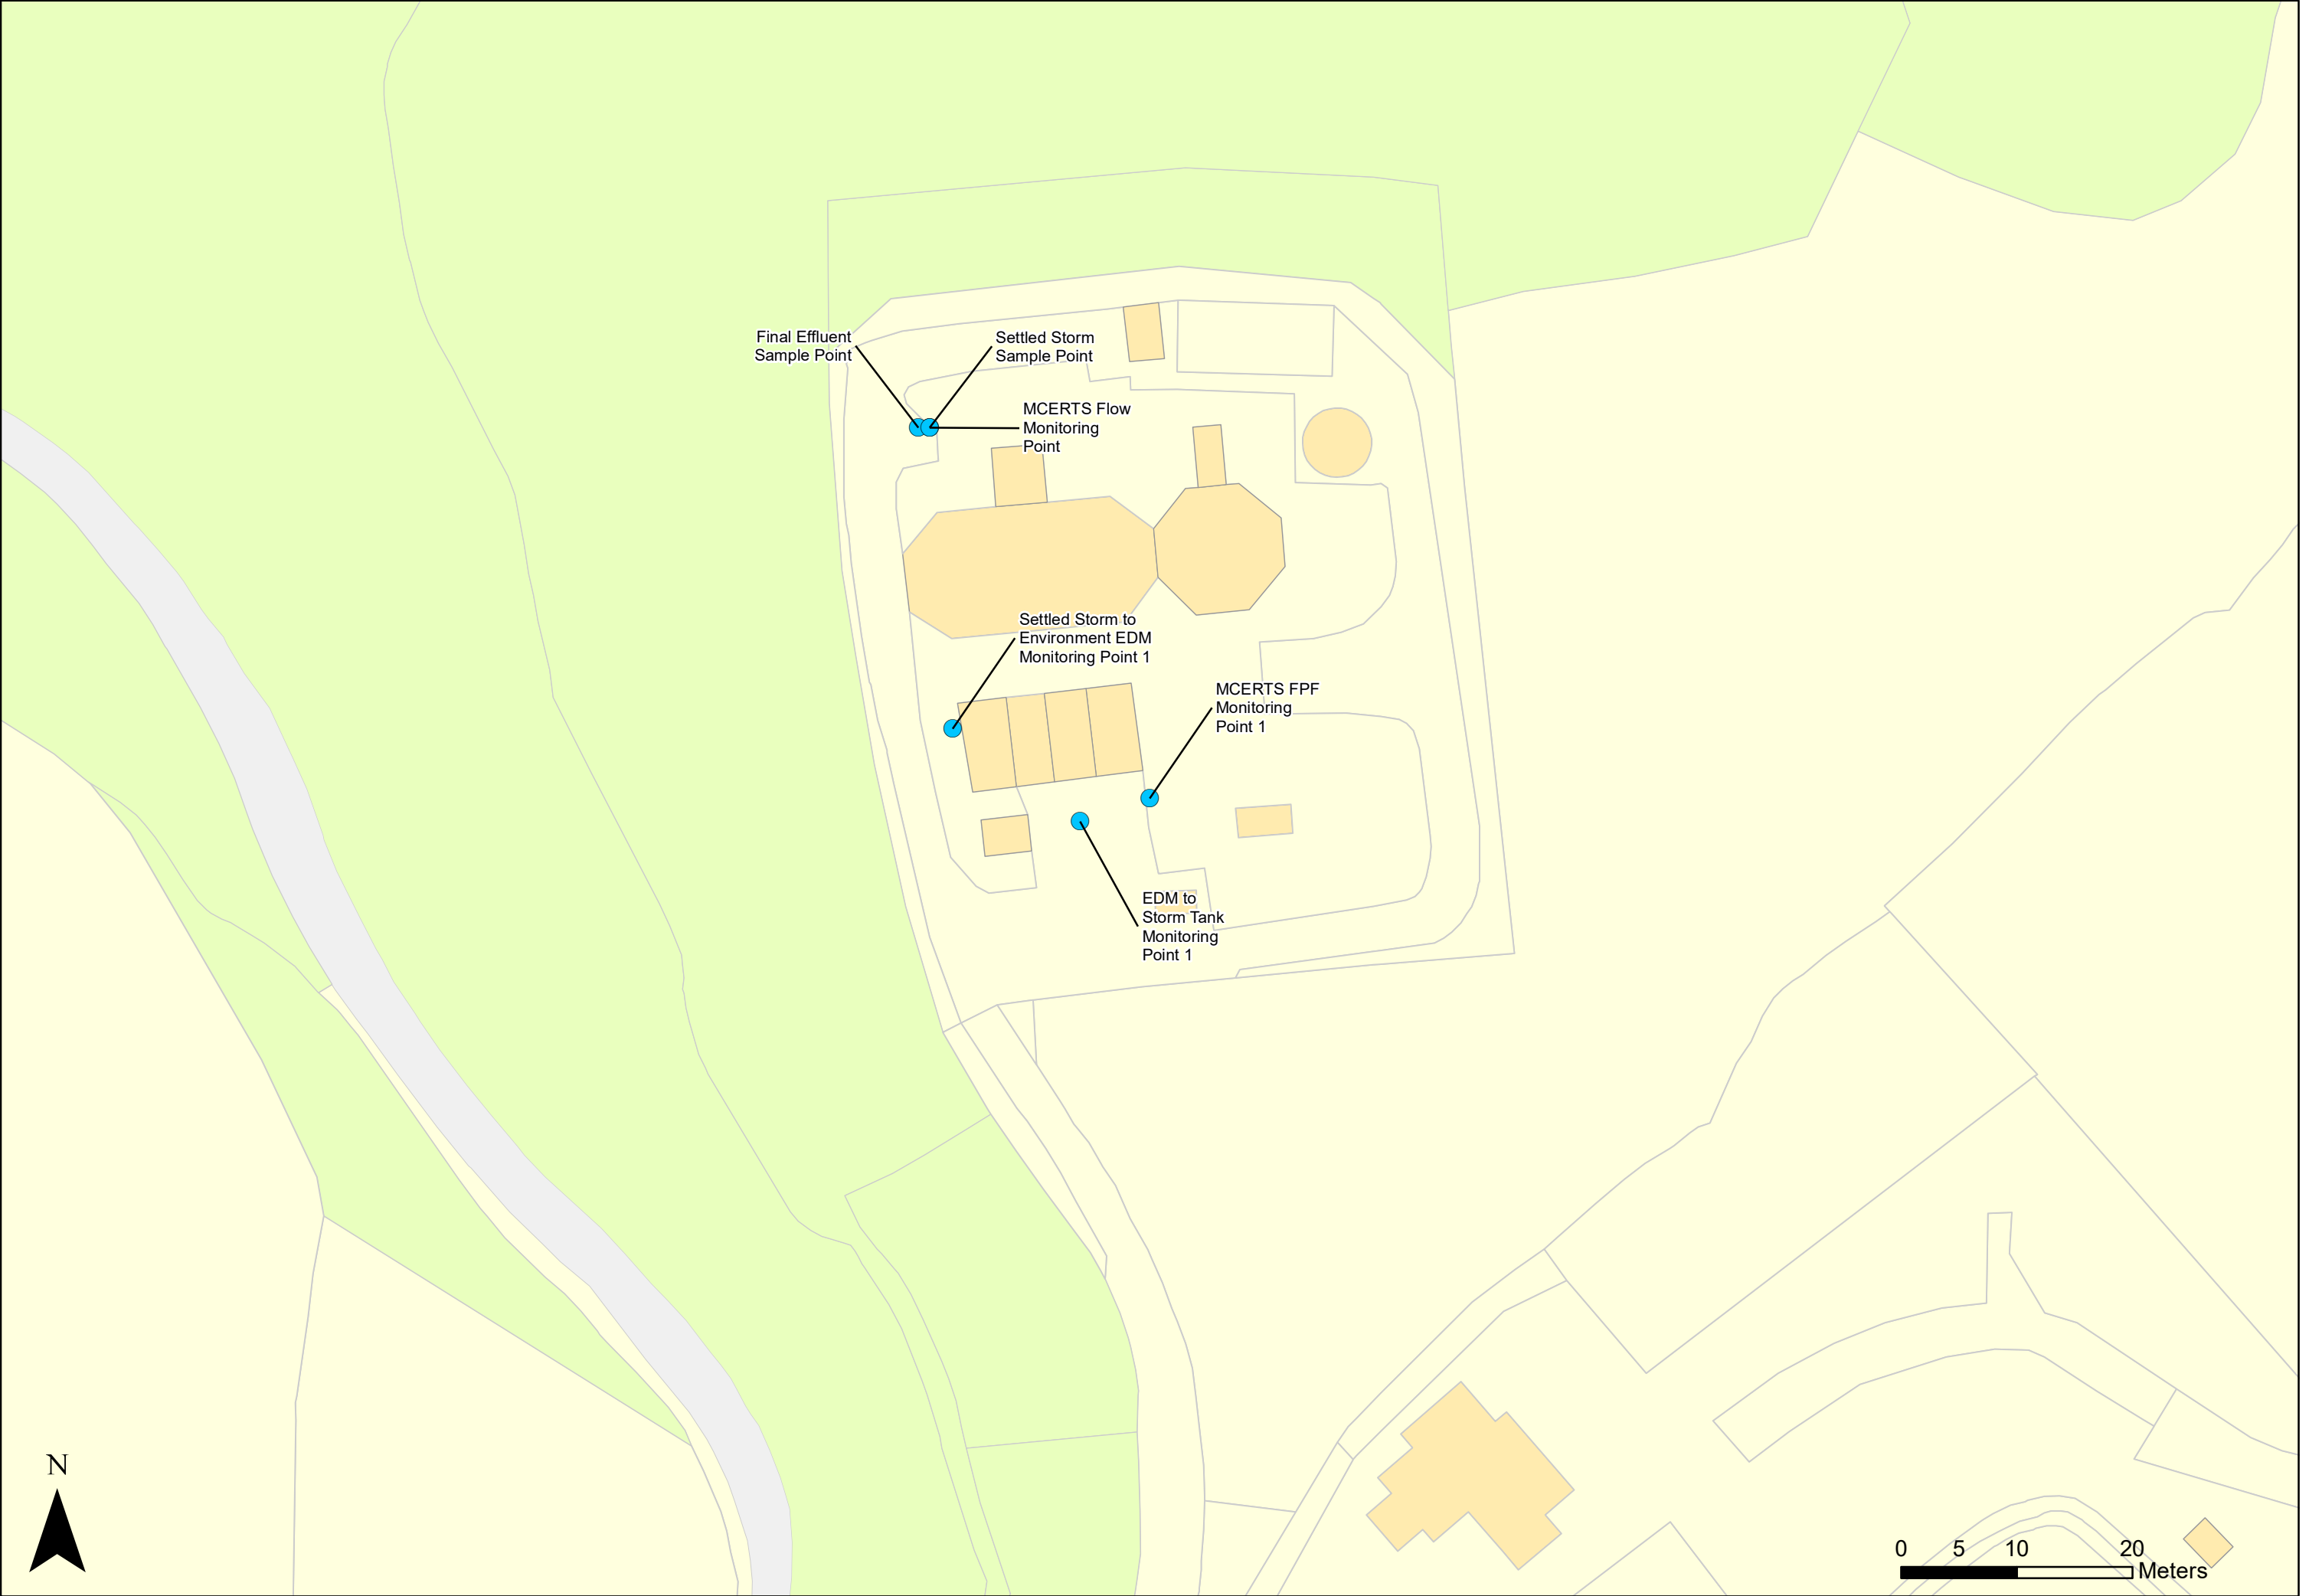 Final Effluent
Sample Point
Settled Storm
Sample Point
MCERTS Flow
Monitoring
Point
Settled Storm to
Environment EDM
Monitoring Point 1
MCERTS FPF
Monitoring
Point 1
EDM to
Storm Tank
Monitoring
Point 1
N
0 5 10 20
Meters